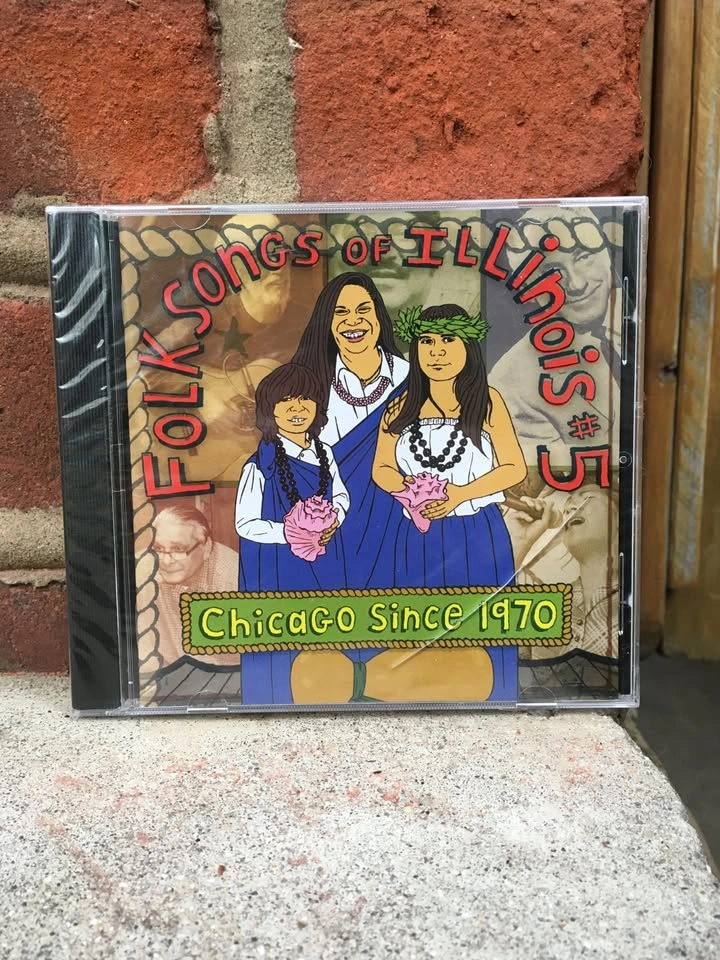 FOLKSONGS OF ILLINOIS #5
CHICAGO SINCE 1970